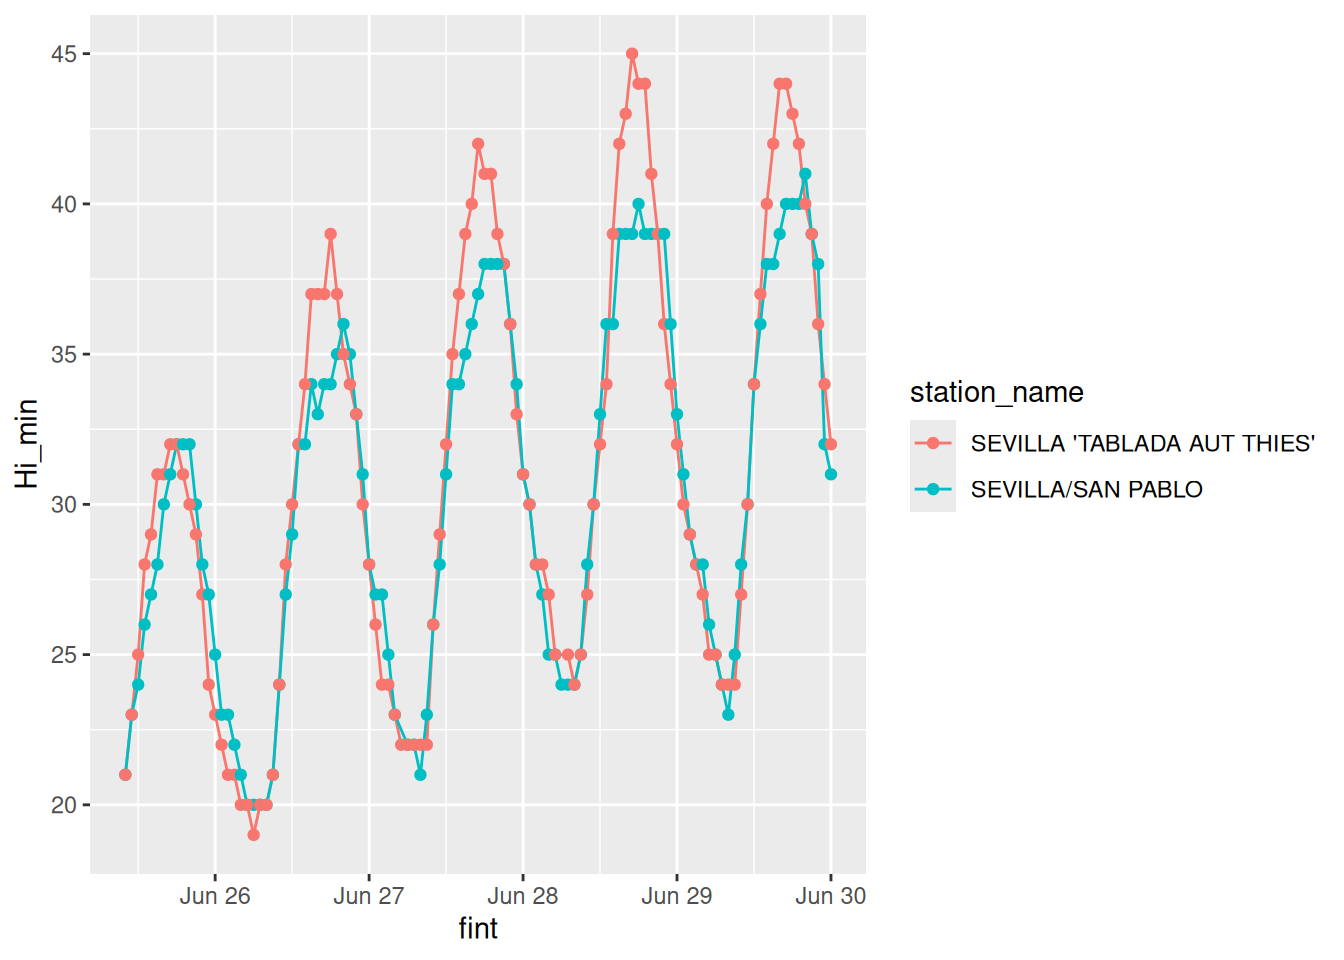 45
40
35
30
25
20
Hi_min
Jun 26
Jun 27
Jun 28
Jun 29
Jun 30
fint
station_name
SEVILLA 'TABLADA AUT THIES'
SEVILLA/SAN PABLO